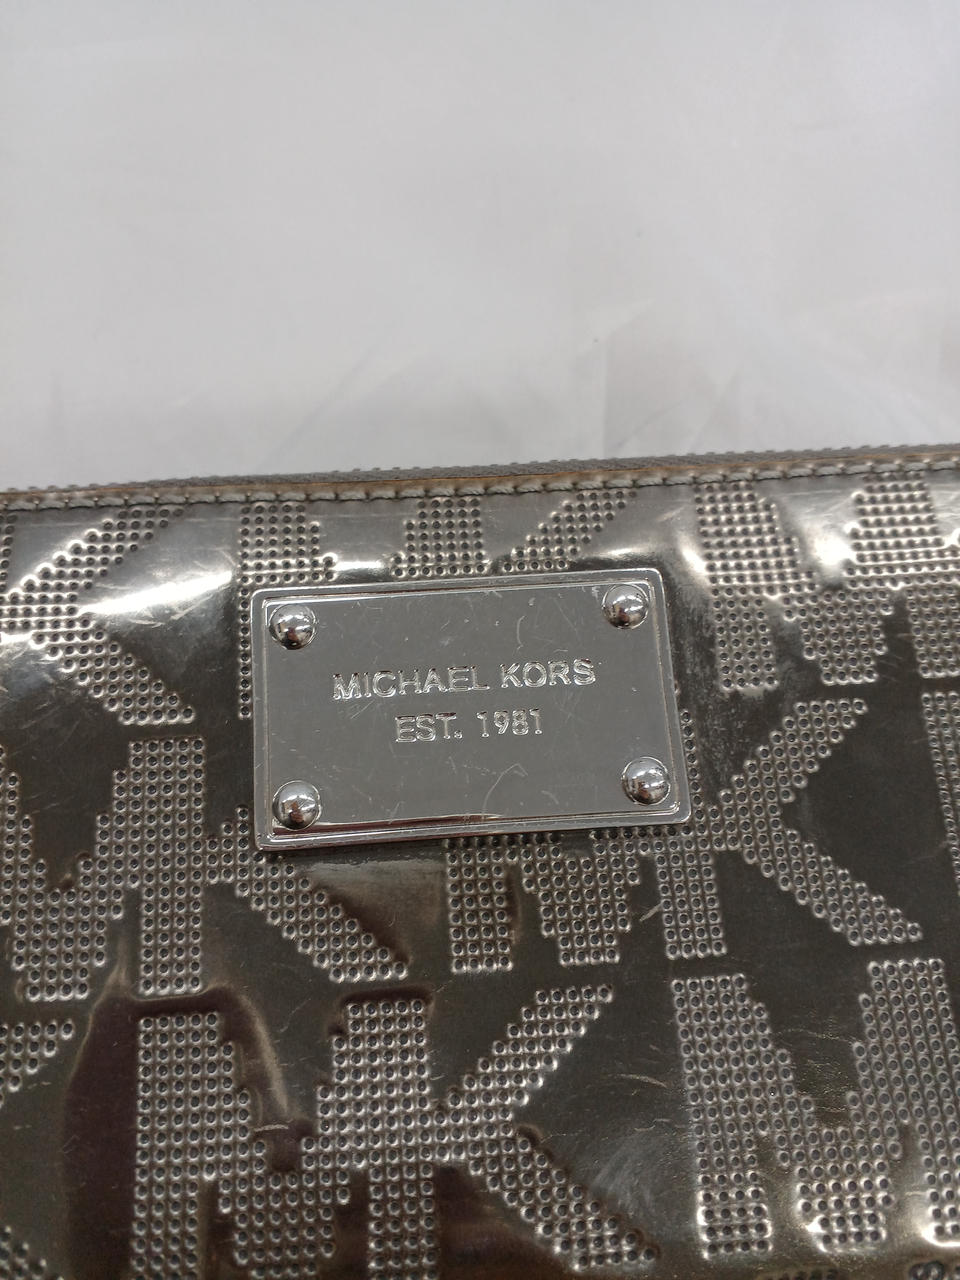 MICHAEL KORS
EST. 1981